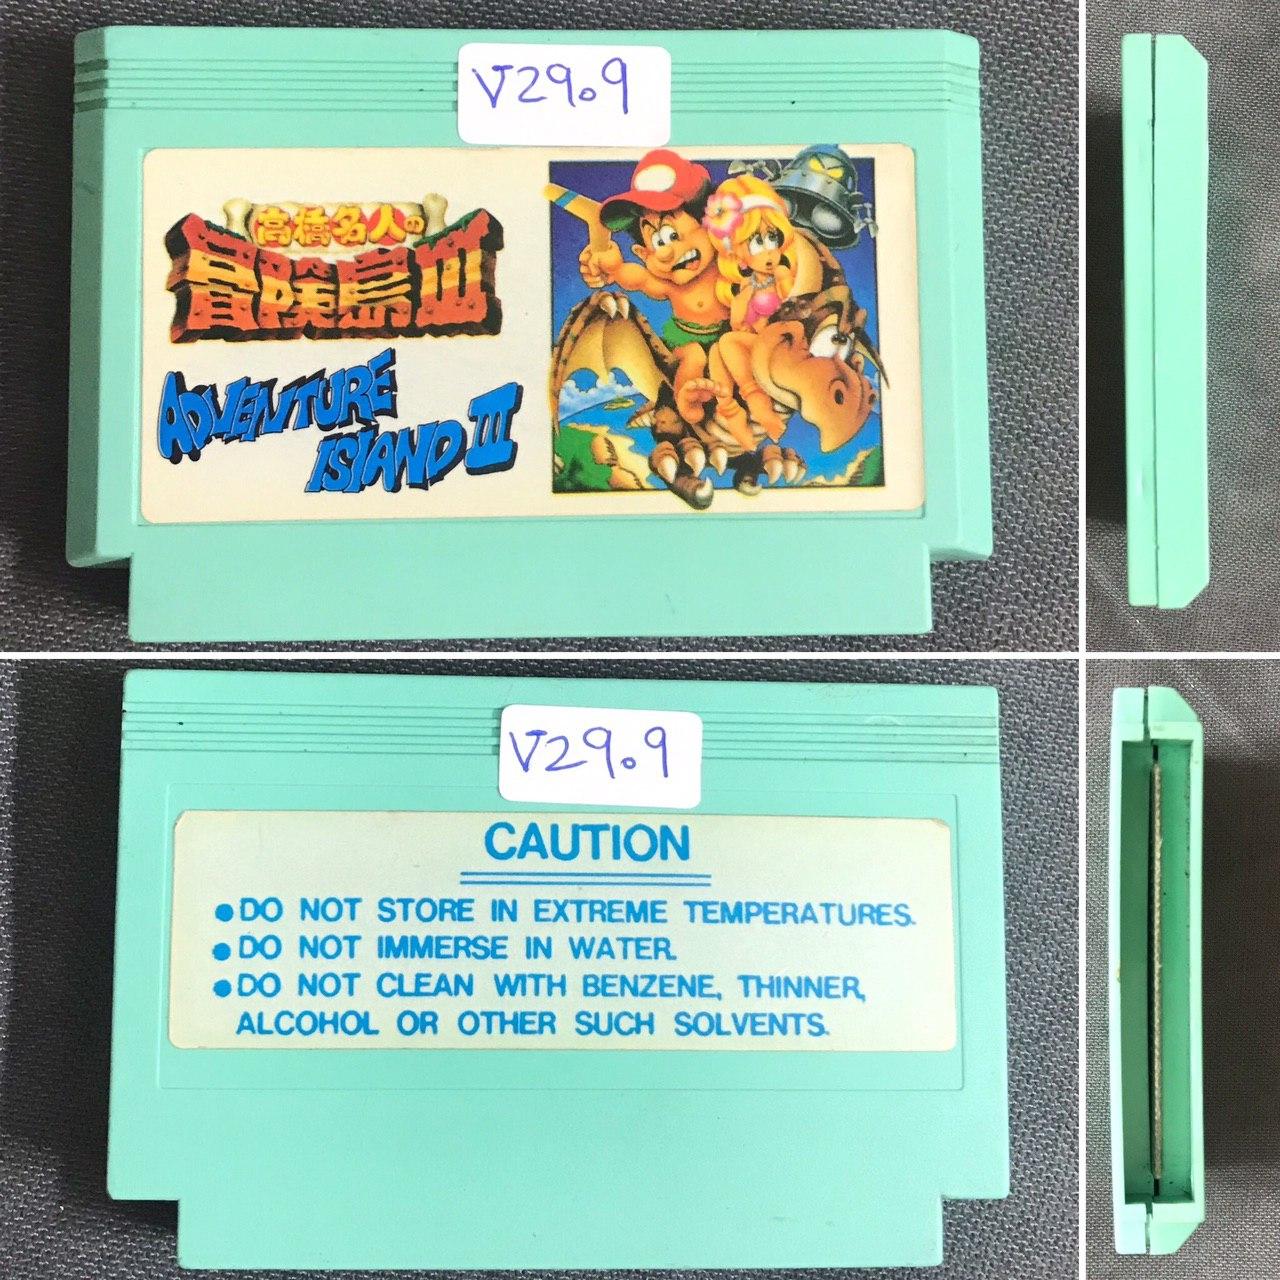 V29.9
高橋名人の
冒険島III
ADVENTURE
ISLAND III
V29.9
CAUTION
●DO NOT STORE IN EXTREME TEMPERATURES.
●DO NOT IMMERSE IN WATER.
●DO NOT CLEAN WITH BENZENE, THINNER,
ALCOHOL OR OTHER SUCH SOLVENTS.